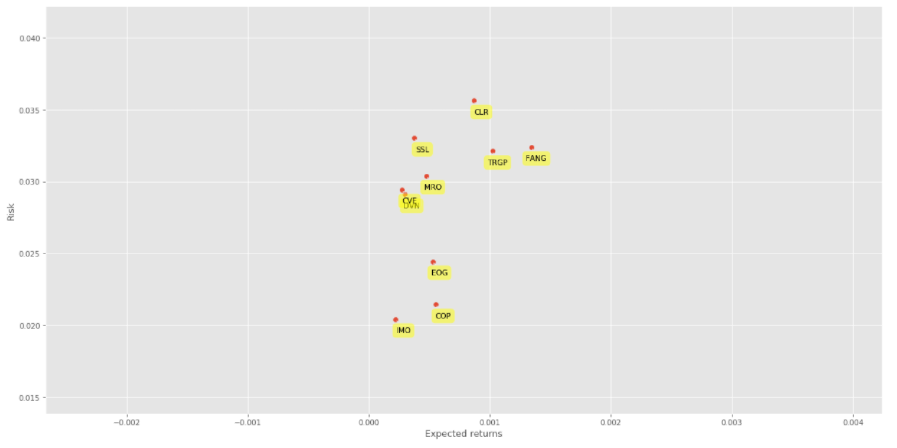 0.040
0.035
0.030
0.025
0.020
0.015
Risk
CLR
SSL
TRGP
FANG
MRO
CVE
DVN
EOG
COP
IMO
−0.002
−0.001
0.000
0.001
0.002
0.003
0.004
Expected returns